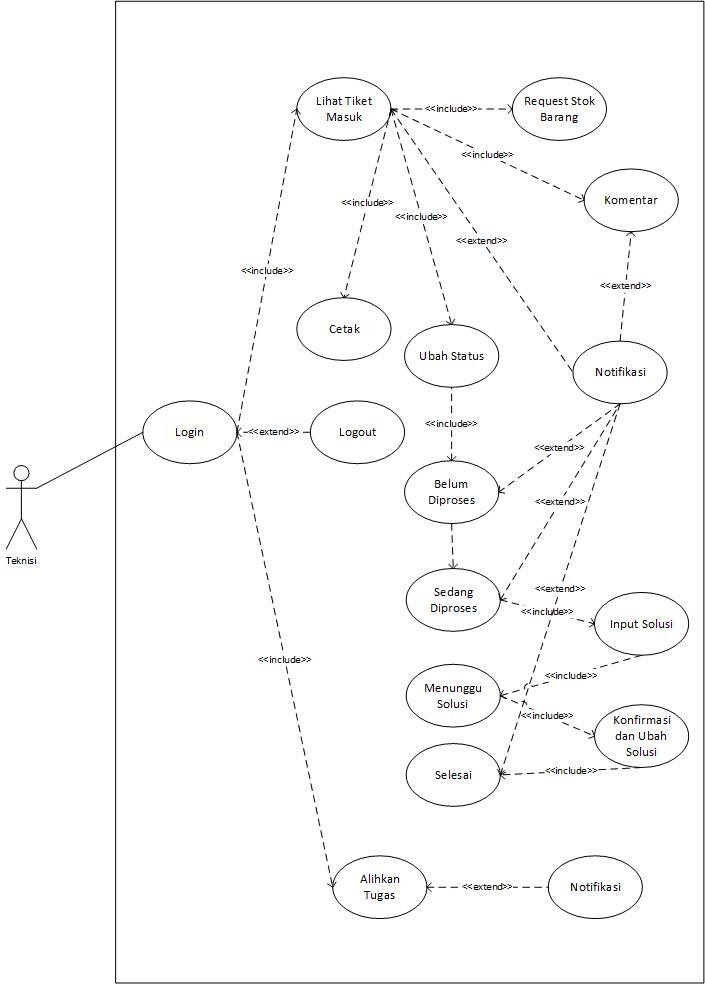 Lihat Tiket
Masuk
<<include>>
Request Stok
Barang
<<include>>
Komentar
<<include>>
<<include>>
<<extend>>
<<include>>
<<extend>>
Cetak
Ubah Status
Notifikasi
Login
<<extend>>
Logout
<<include>>
<<extend>>
Belum
Diproses
<<extend>>
Teknisi
Sedang
Diproses
<<extend>>
<<include>>
Input Solusi
<<include>>
<<include>>
Menunggu
Solusi
<<include>>
Konfirmasi
dan Ubah
Solusi
Selesai
<<include>>
Alihkan
Tugas
<<extend>>
Notifikasi